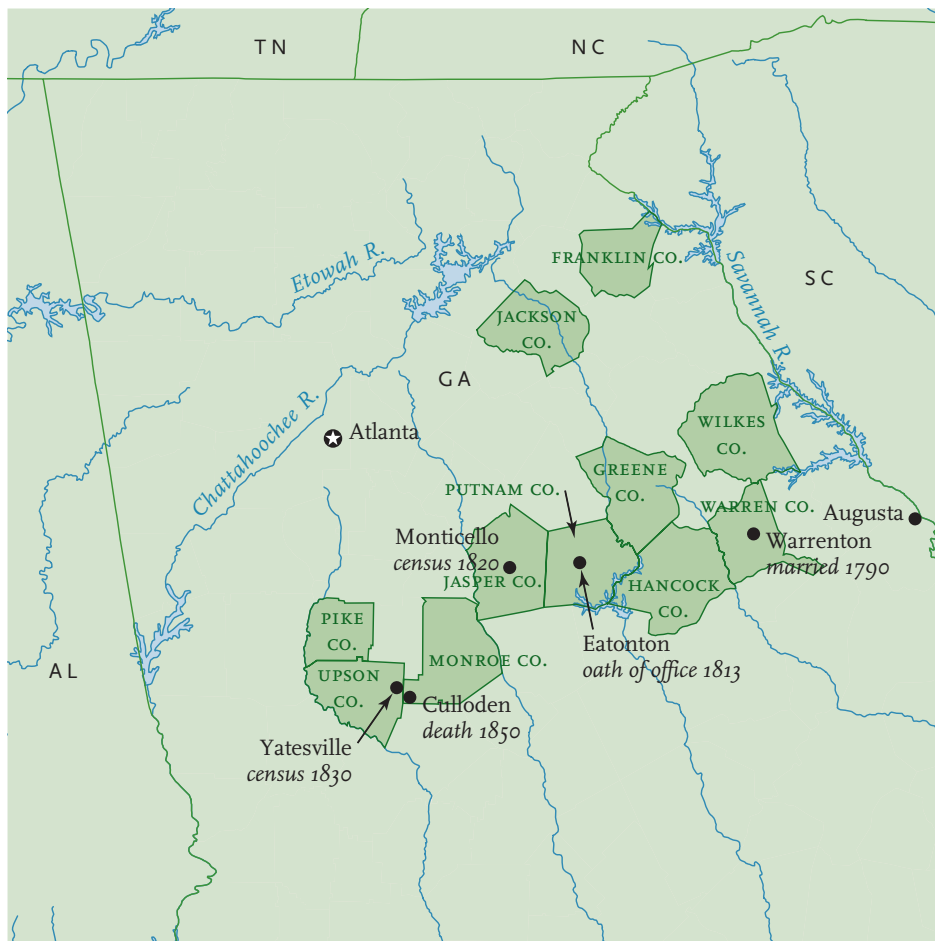 TN
NC
Etowah R.
FRANKLIN CO.
Savannah R.
SC
JACKSON
CO.
GA
Chattahoochee R.
Atlanta
WILKES
CO.
GREENE
CO.
PUTNAM CO.
WARREN CO.
Augusta
Monticello
census 1820
JASPER CO.
Warrenton
married 1790
HANCOCK
CO.
PIKE
CO.
Eatonton
oath of office 1813
AL
UPSON
CO.
MONROE CO.
Culloden
death 1850
Yatesville
census 1830